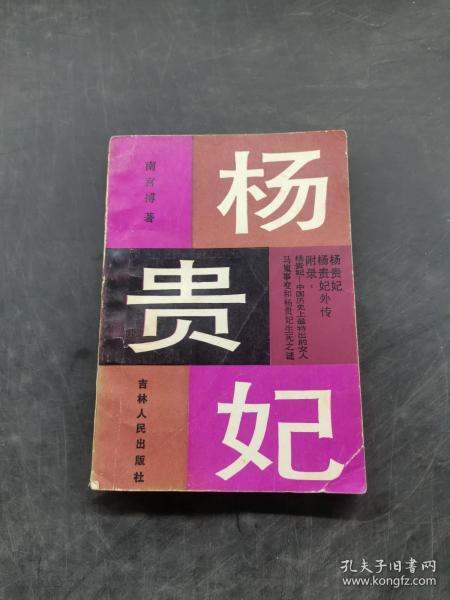 南宫搏著
杨
贵
妃
杨贵妃
杨贵妃外传
附录：
杨贵妃—中国历史上最特出的女人
马嵬事变和杨贵妃生死之谜
吉林人民出版社
孔夫子旧书网
www.kongfz.com